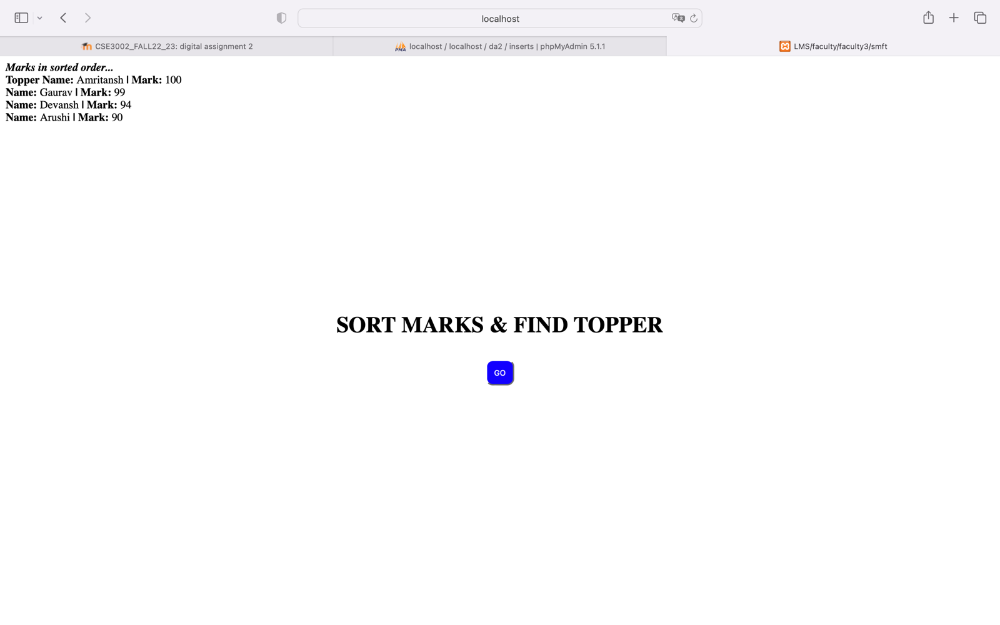 localhost
CSE3002_FALL22_23: digital assignment 2
PMA localhost / localhost / da2 / inserts | phpMyAdmin 5.1.1
LMS/faculty/faculty3/smft
Marks in sorted order...
Topper Name: Amritansh | Mark: 100
Name: Gaurav | Mark: 99
Name: Devansh | Mark: 94
Name: Arushi | Mark: 90
SORT MARKS & FIND TOPPER
GO